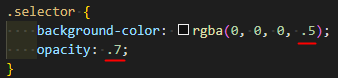 .selector {
    background-color: rgba(0, 0, 0, .5);
    opacity: .7;
}